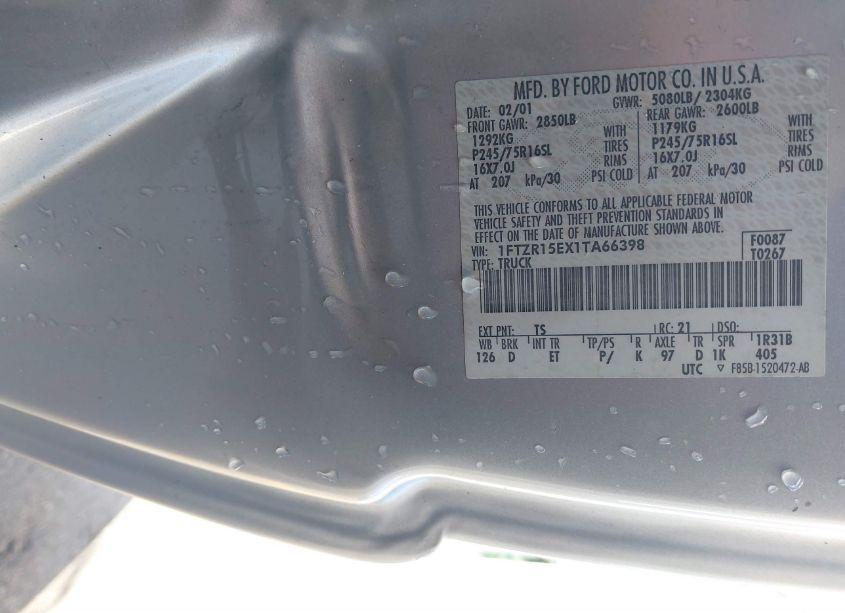 MFD. BY FORD MOTOR CO. IN U.S.A.
DATE: 02/01 GVWR: 5080LB/ 2304KG
FRONT GAWR: 2850LB REAR GAWR: 2600LB
1292KG WITH 1179KG WITH
P245/75R16SL TIRES P245/75R16SL TIRES
16X7.0J RIMS 16X7.0J RIMS
AT 207 kPa/30 PSI COLD AT 207 kPa/30 PSI COLD
THIS VEHICLE CONFORMS TO ALL APPLICABLE FEDERAL MOTOR
VEHICLE SAFETY AND THEFT PREVENTION STANDARDS IN
EFFECT ON THE DATE OF MANUFACTURE SHOWN ABOVE.
VIN: 1FTZR15EX1TA66398 F0087
TYPE: TRUCK T0267
EXT PNT: TS RC: 21 DSO:
WB BRK INT TR TP/PS R AXLE TR SPR 1R31B
126 D ET P/ K 97 D 1K 405
UTC ▽ F85B-1520472-AB